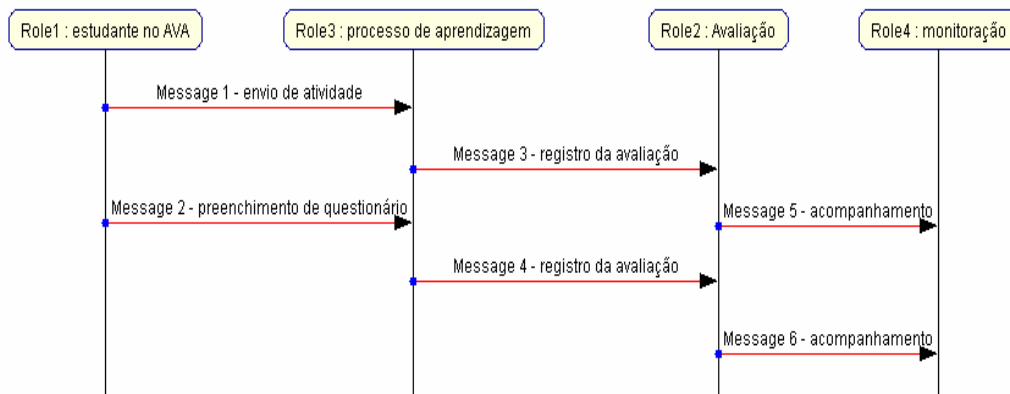 Role1 : estudante no AVA
Role3 : processo de aprendizagem
Role2 : Avaliação
Role4 : monitoração
Message 1 - envio de atividade
Message 3 - registro da avaliação
Message 2 - preenchimento de questionário
Message 5 - acompanhamento
Message 4 - registro da avaliação
Message 6 - acompanhamento